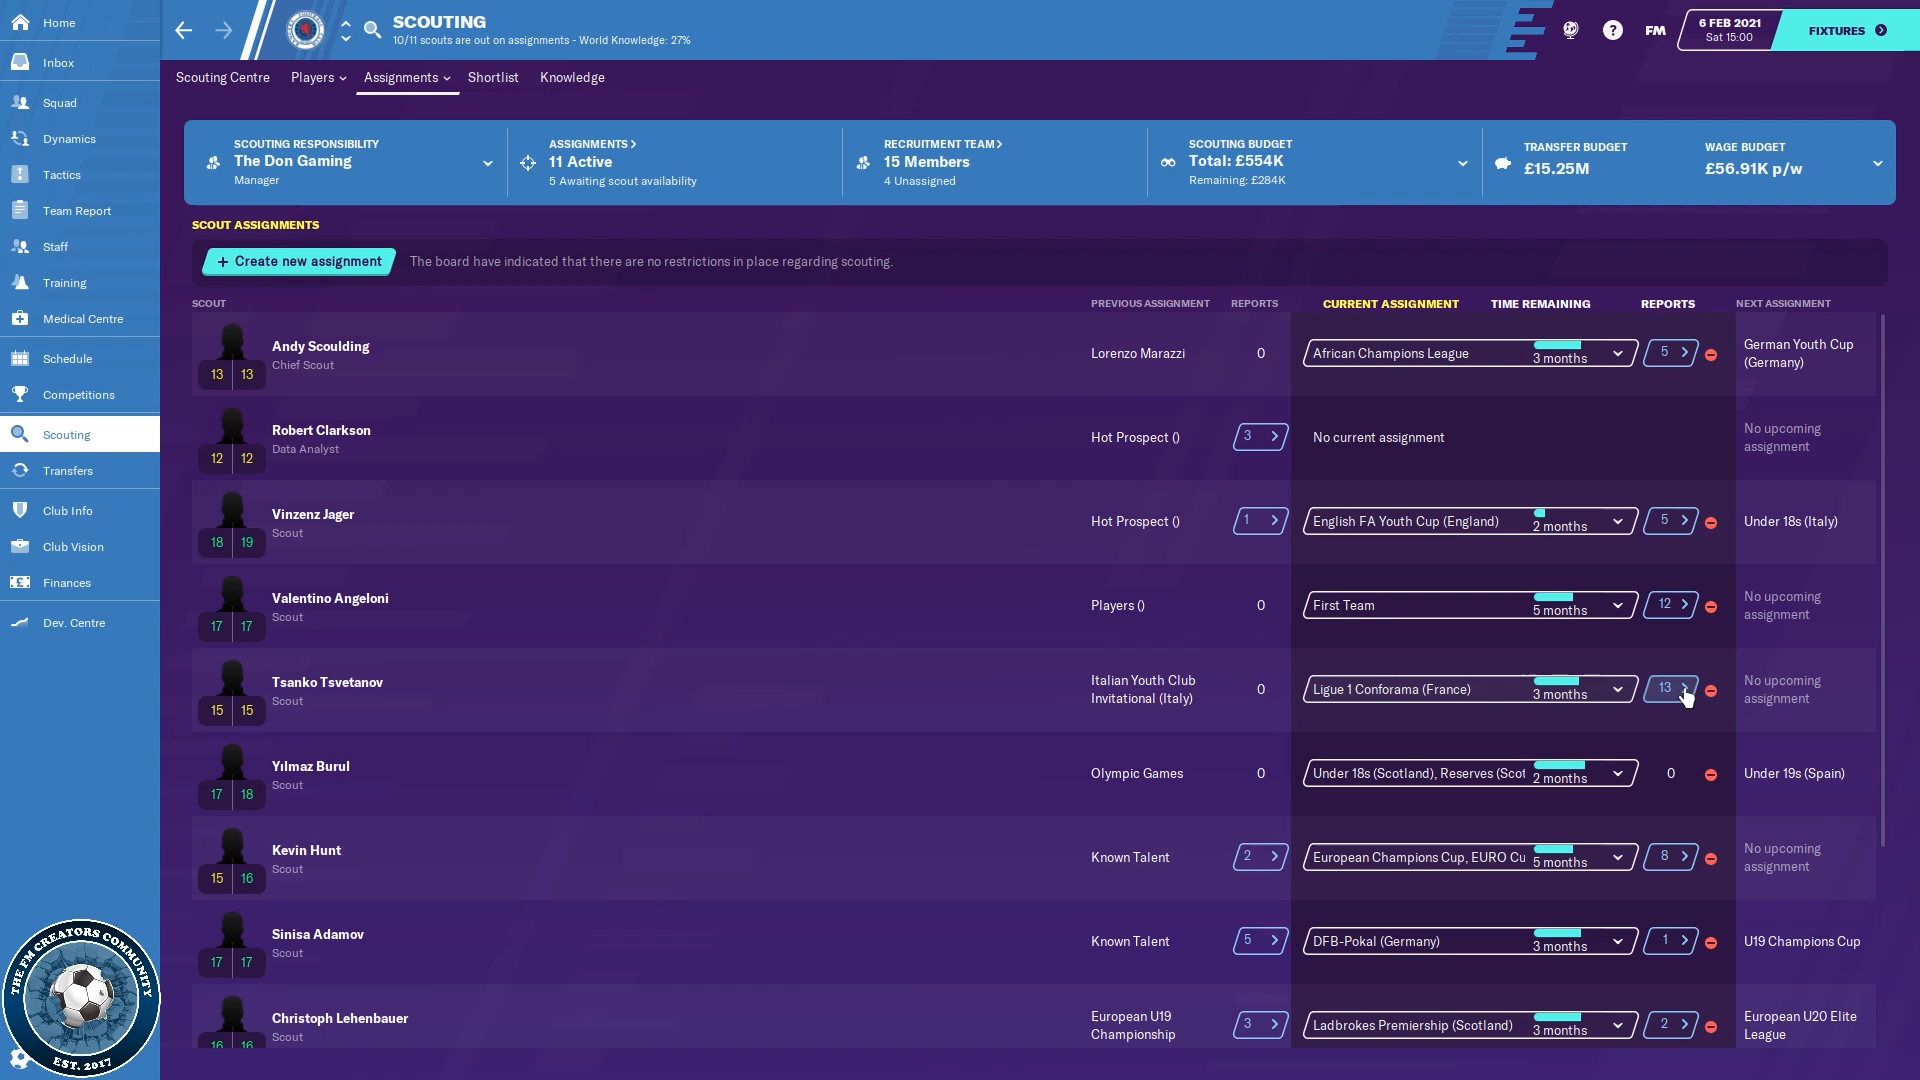 Home
Inbox
Squad
Dynamics
Tactics
Team Report
Staff
Training
Medical Centre
Schedule
Competitions
Scouting
Transfers
Club Info
Club Vision
Finances
Dev. Centre
THE FM CREATORS COMMUNITY
EST. 2017
SCOUTING
10/11 scouts are out on assignments - World Knowledge: 27%
FM
6 FEB 2021
Sat 15:00
FIXTURES
Scouting Centre
Players
Assignments
Shortlist
Knowledge
SCOUTING RESPONSIBILITY
The Don Gaming
Manager
ASSIGNMENTS
11 Active
5 Awaiting scout availability
RECRUITMENT TEAM
15 Members
4 Unassigned
SCOUTING BUDGET
Total: £554K
Remaining: £284K
TRANSFER BUDGET
£15.25M
WAGE BUDGET
£56.91K p/w
SCOUT ASSIGNMENTS
+ Create new assignment
The board have indicated that there are no restrictions in place regarding scouting.
SCOUT PREVIOUS ASSIGNMENT REPORTS CURRENT ASSIGNMENT TIME REMAINING REPORTS NEXT ASSIGNMENT
13 13
Andy Scoulding
Chief Scout
Lorenzo Marazzi
0
African Champions League
3 months
5
German Youth Cup
(Germany)
12 12
Robert Clarkson
Data Analyst
Hot Prospect ()
3
No current assignment
No upcoming
assignment
18 19
Vinzenz Jager
Scout
Hot Prospect ()
1
English FA Youth Cup (England)
2 months
5
Under 18s (Italy)
17 17
Valentino Angeloni
Scout
Players ()
0
First Team
5 months
12
No upcoming
assignment
15 15
Tsanko Tsvetanov
Scout
Italian Youth Club
Invitational (Italy)
0
Ligue 1 Conforama (France)
3 months
13
No upcoming
assignment
17 18
Yılmaz Burul
Scout
Olympic Games
0
Under 18s (Scotland), Reserves (Scot
2 months
0
Under 19s (Spain)
15 16
Kevin Hunt
Scout
Known Talent
2
European Champions Cup, EURO Cu
5 months
8
No upcoming
assignment
17 17
Sinisa Adamov
Scout
Known Talent
5
DFB-Pokal (Germany)
3 months
1
U19 Champions Cup
16 16
Christoph Lehenbauer
Scout
European U19
Championship
3
Ladbrokes Premiership (Scotland)
3 months
2
European U20 Elite
League